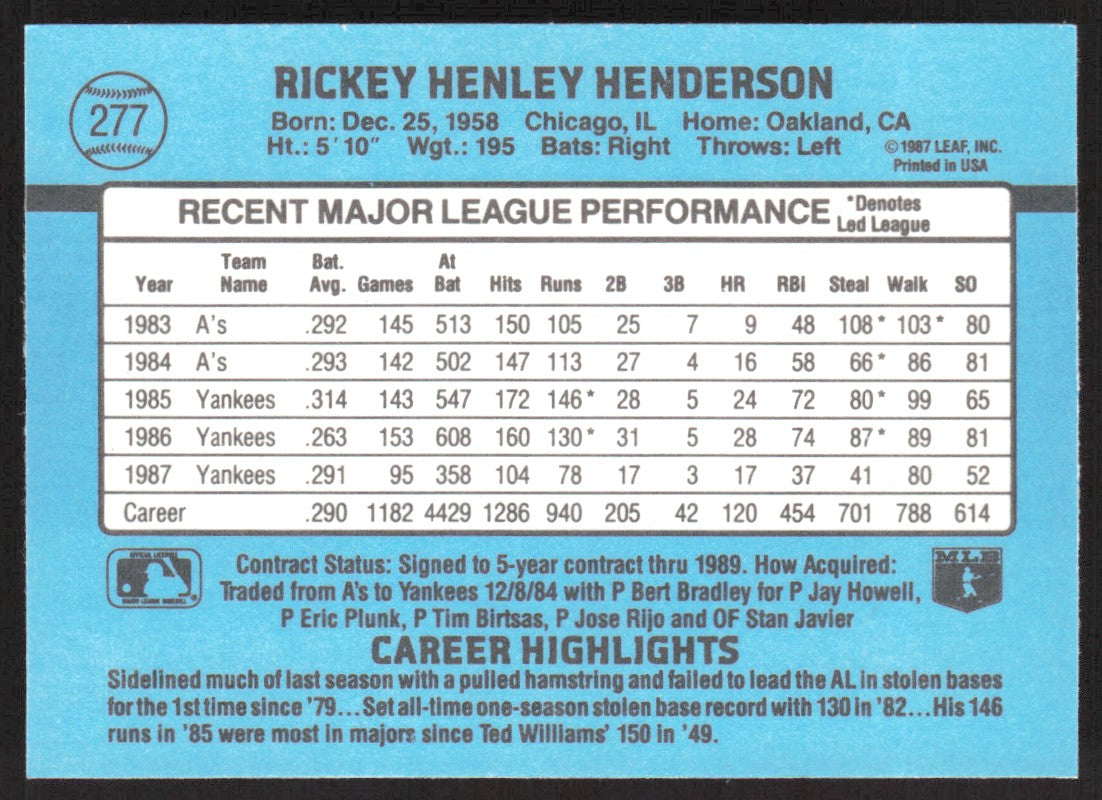 277
RICKEY HENLEY HENDERSON
Born: Dec. 25, 1958 Chicago, IL Home: Oakland, CA
Ht.: 5' 10" Wgt.: 195 Bats: Right Throws: Left
©1987 LEAF, INC.
Printed in USA
RECENT MAJOR LEAGUE PERFORMANCE *Denotes Led League
Year Team Name Bat. Avg. Games At Bat Hits Runs 2B 3B HR RBI Steal Walk SO
1983 A's .292 145 513 150 105 25 7 9 48 108* 103* 80
1984 A's .293 142 502 147 113 27 4 16 58 66* 86 81
1985 Yankees .314 143 547 172 146* 28 5 24 72 80* 99 65
1986 Yankees .263 153 608 160 130* 31 5 28 74 87* 89 81
1987 Yankees .291 95 358 104 78 17 3 17 37 41 80 52
Career .290 1182 4429 1286 940 205 42 120 454 701 788 614
OFFICIAL LICENSEE
MAJOR LEAGUE BASEBALL
MLB
Contract Status: Signed to 5-year contract thru 1989. How Acquired:
Traded from A's to Yankees 12/8/84 with P Bert Bradley for P Jay Howell,
P Eric Plunk, P Tim Birtsas, P Jose Rijo and OF Stan Javier
CAREER HIGHLIGHTS
Sidelined much of last season with a pulled hamstring and failed to lead the AL in stolen bases
for the 1st time since '79...Set all-time one-season stolen base record with 130 in '82...His 146
runs in '85 were most in majors since Ted Williams' 150 in '49.